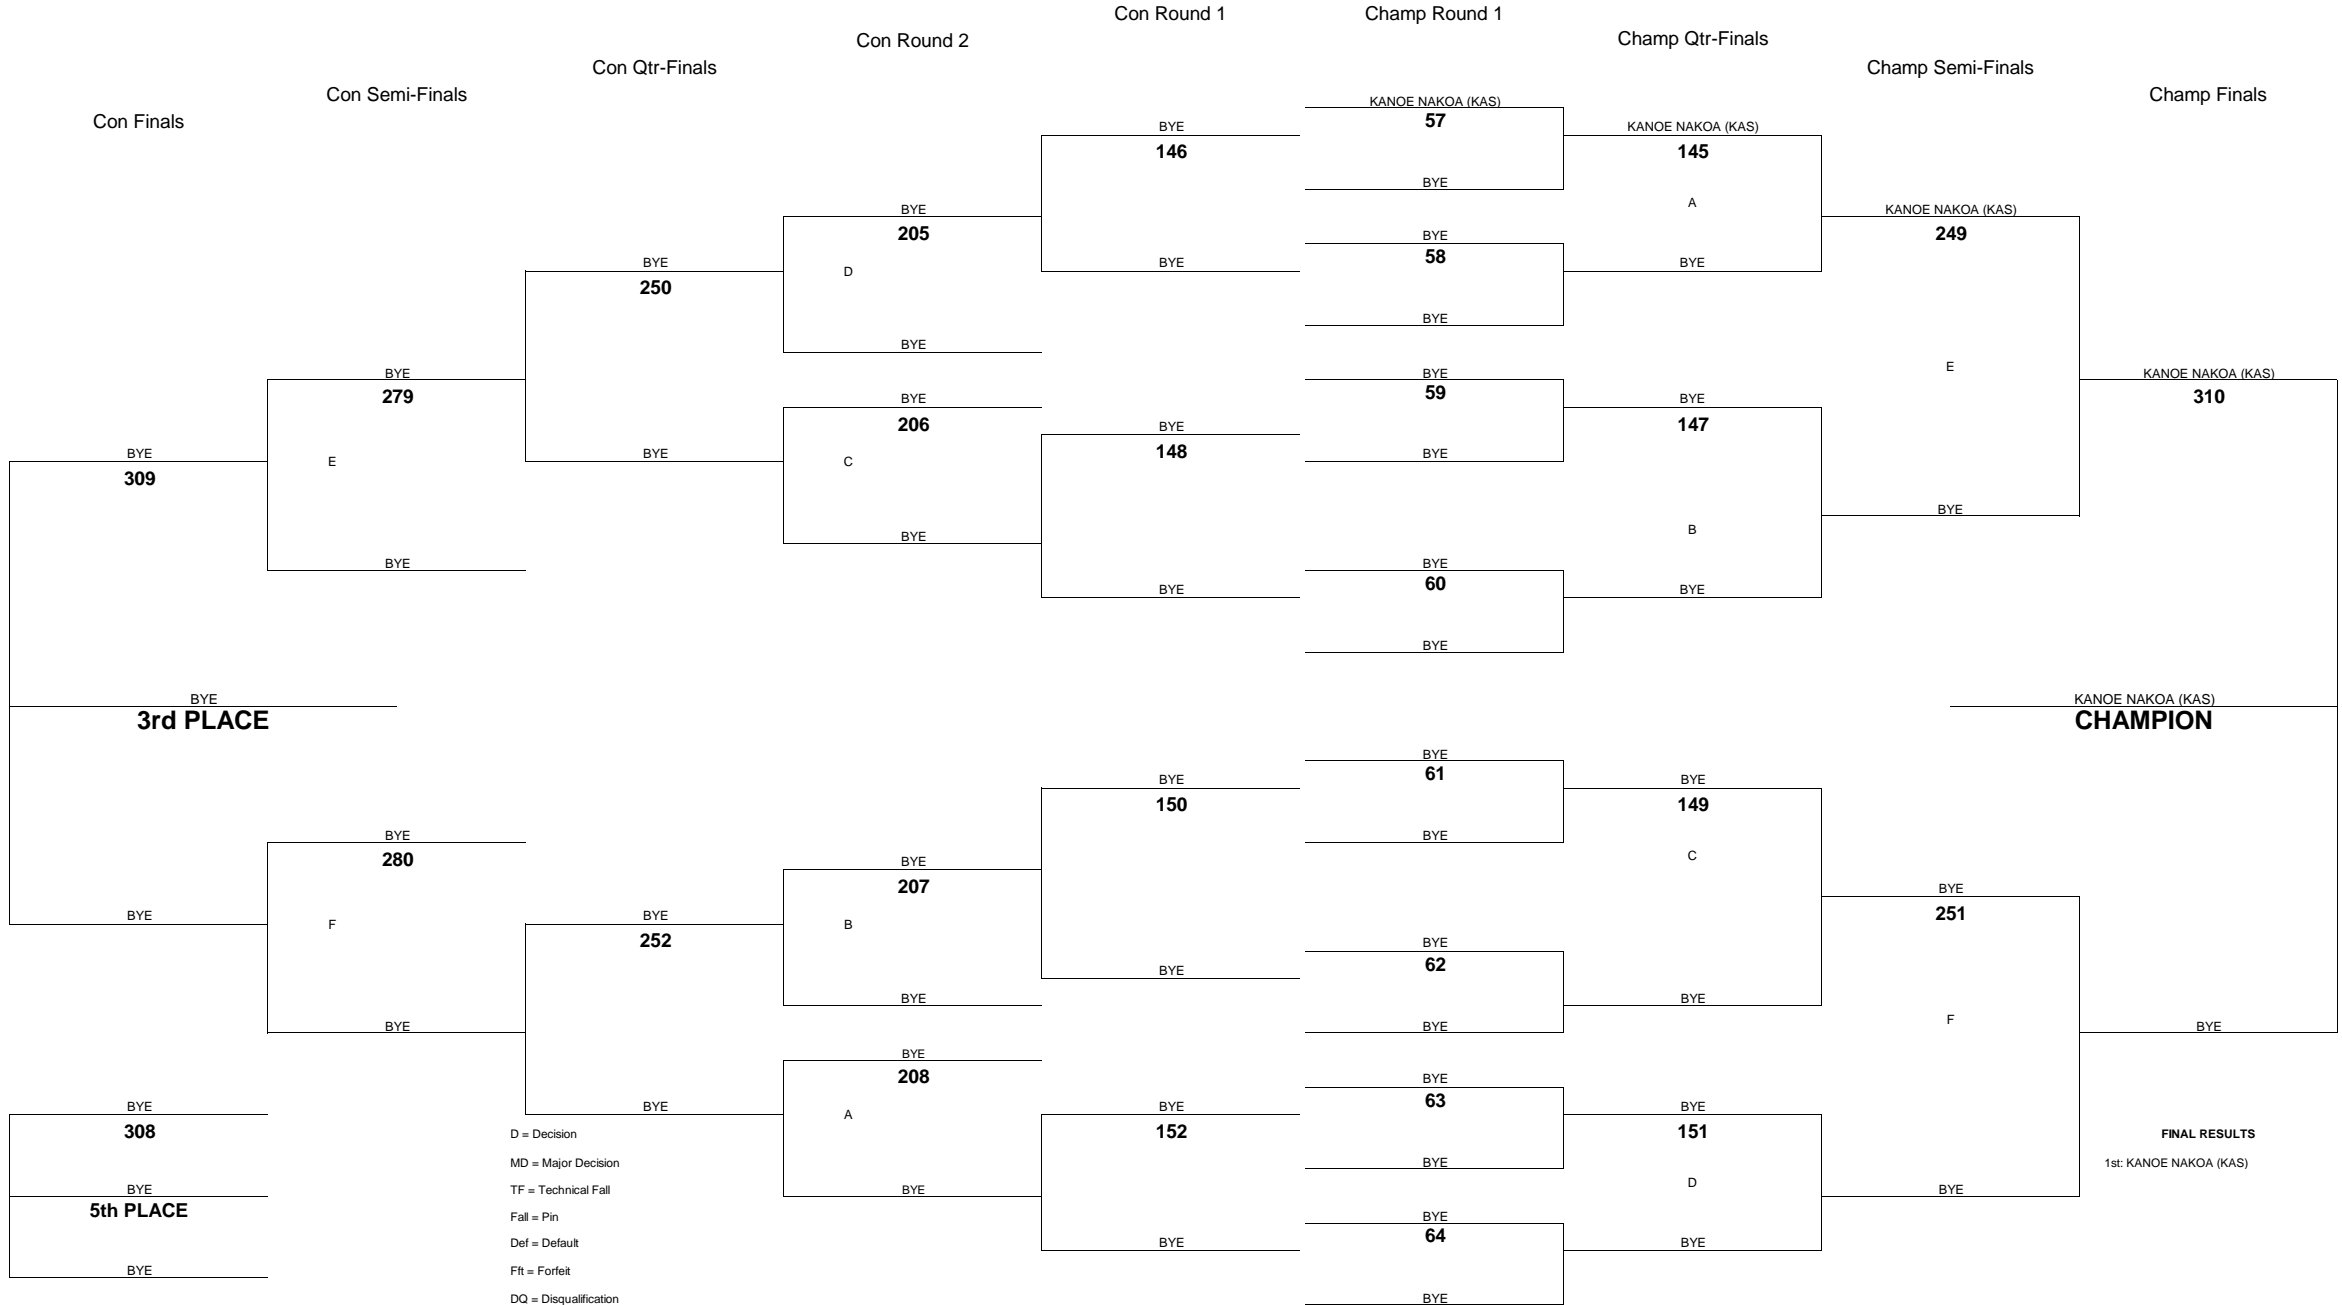 Con Round 1
Champ Round 1
Con Round 2
Champ Qtr-Finals
Con Qtr-Finals
Champ Semi-Finals
Con Semi-Finals
Champ Finals
Con Finals
KANOE NAKOA (KAS)
57
BYE
146
KANOE NAKOA (KAS)
145
BYE
A
BYE
205
KANOE NAKOA (KAS)
249
BYE
58
BYE
250
D
BYE
BYE
BYE
BYE
E
BYE
279
BYE
59
KANOE NAKOA (KAS)
310
BYE
206
BYE
147
BYE
148
BYE
309
E
BYE
C
BYE
BYE
B
BYE
BYE
BYE
60
BYE
BYE
BYE
BYE
3rd PLACE
KANOE NAKOA (KAS)
CHAMPION
BYE
61
BYE
150
BYE
149
BYE
280
BYE
C
BYE
207
BYE
251
BYE
F
BYE
252
B
BYE
62
BYE
BYE
BYE
F
BYE
BYE
BYE
BYE
208
BYE
63
BYE
308
BYE
A
BYE
152
BYE
151
D = Decision
FINAL RESULTS
MD = Major Decision
BYE
1st: KANOE NAKOA (KAS)
D
TF = Technical Fall
BYE
5th PLACE
BYE
BYE
Fall = Pin
BYE
64
Def = Default
BYE
BYE
Fft = Forfeit
BYE
DQ = Disqualification
BYE